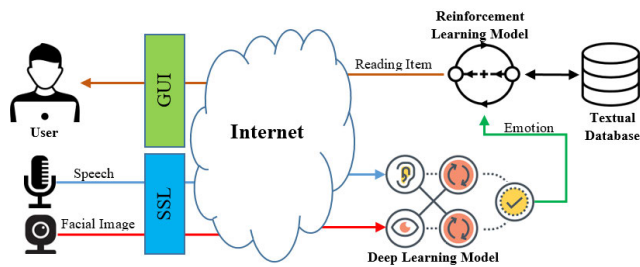 Reinforcement
Learning Model
Reading Item
GUI
User
Internet
Textual
Database
Emotion
Speech
SSL
Facial Image
Deep Learning Model